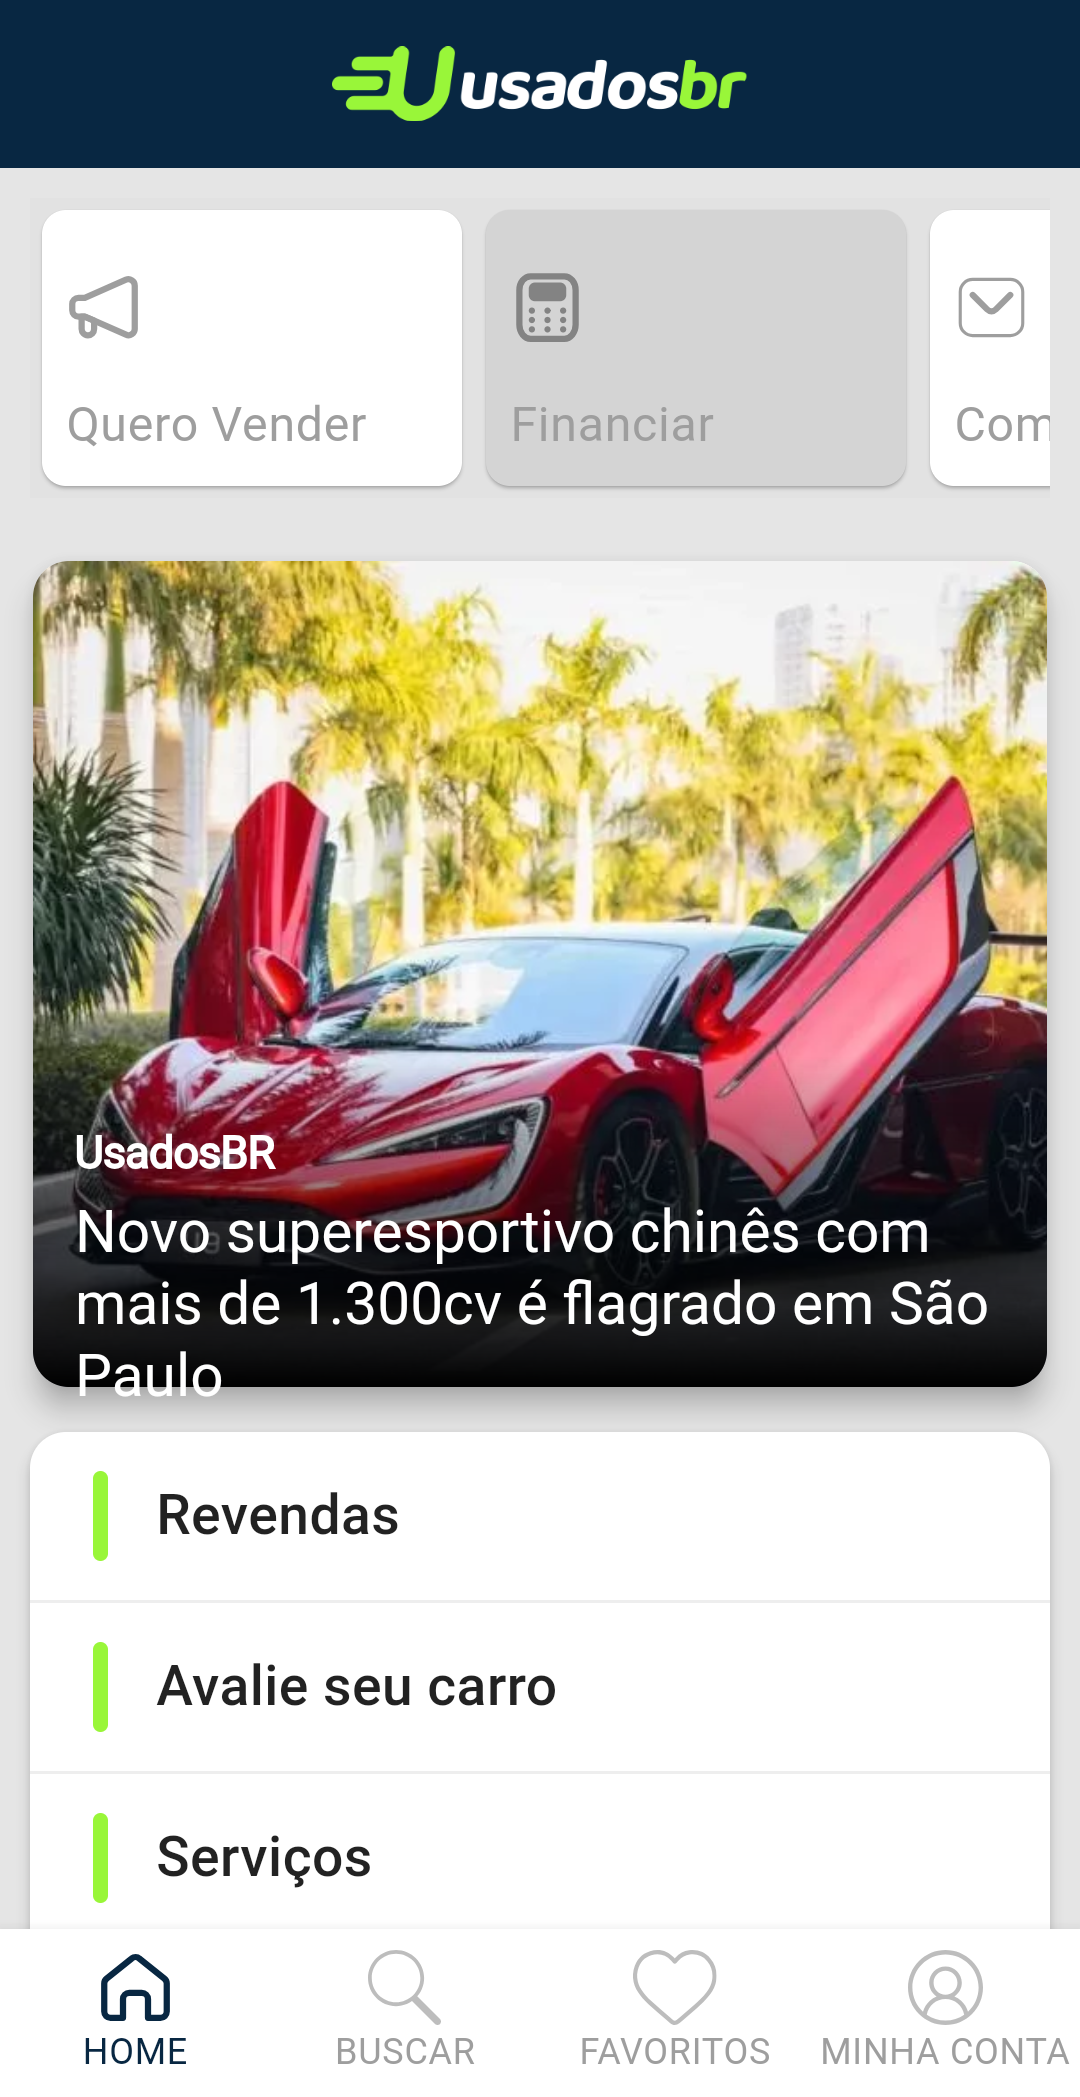 usadosbr
Quero Vender
Financiar
Com
UsadosBR
Novo superesportivo chinês com
mais de 1.300cv é flagrado em São
Paulo
Revendas
Avalie seu carro
Serviços
HOME
BUSCAR
FAVORITOS
MINHA CONTA